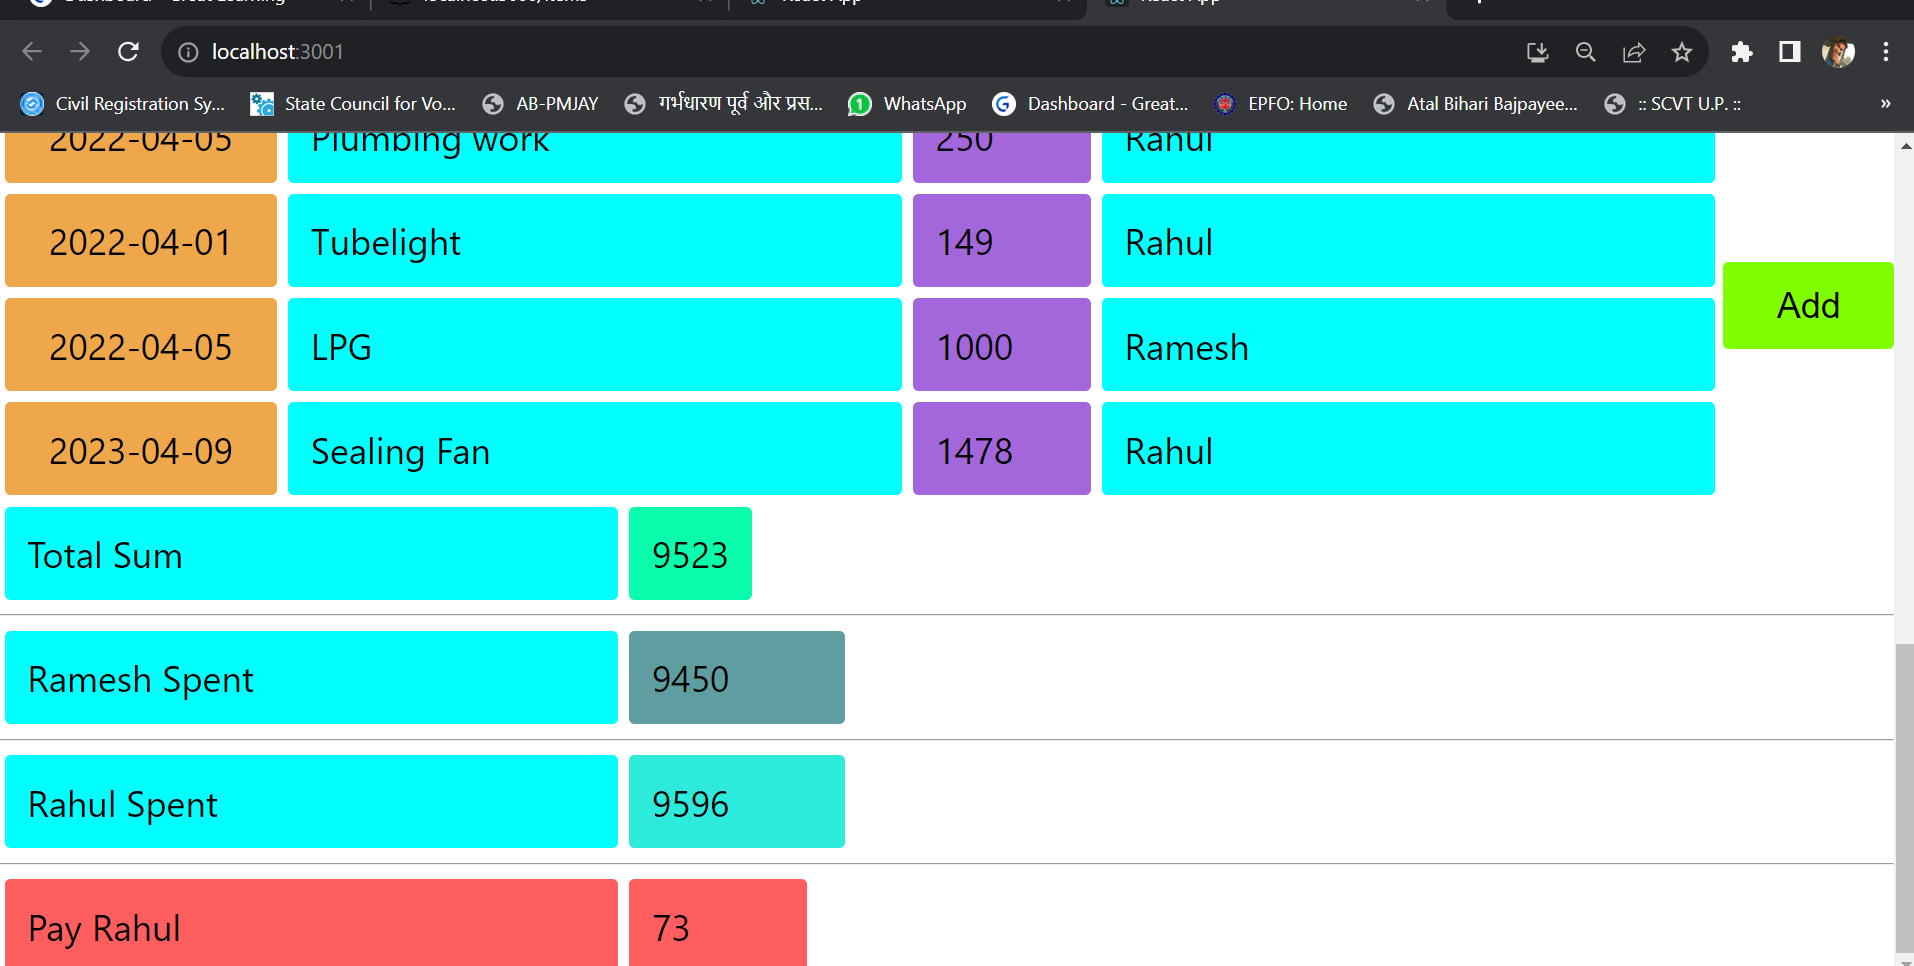 localhost:3001
Civil Registration Sy... State Council for Vo... AB-PMJAY गर्भधारण पूर्व और प्रस... WhatsApp Dashboard - Great... EPFO: Home Atal Bihari Bajpayee... :: SCVT U.P. :: »
2022-04-05 Plumbing work 250 Rahul
2022-04-01 Tubelight 149 Rahul
Add
2022-04-05 LPG 1000 Ramesh
2023-04-09 Sealing Fan 1478 Rahul
Total Sum 9523
Ramesh Spent 9450
Rahul Spent 9596
Pay Rahul 73